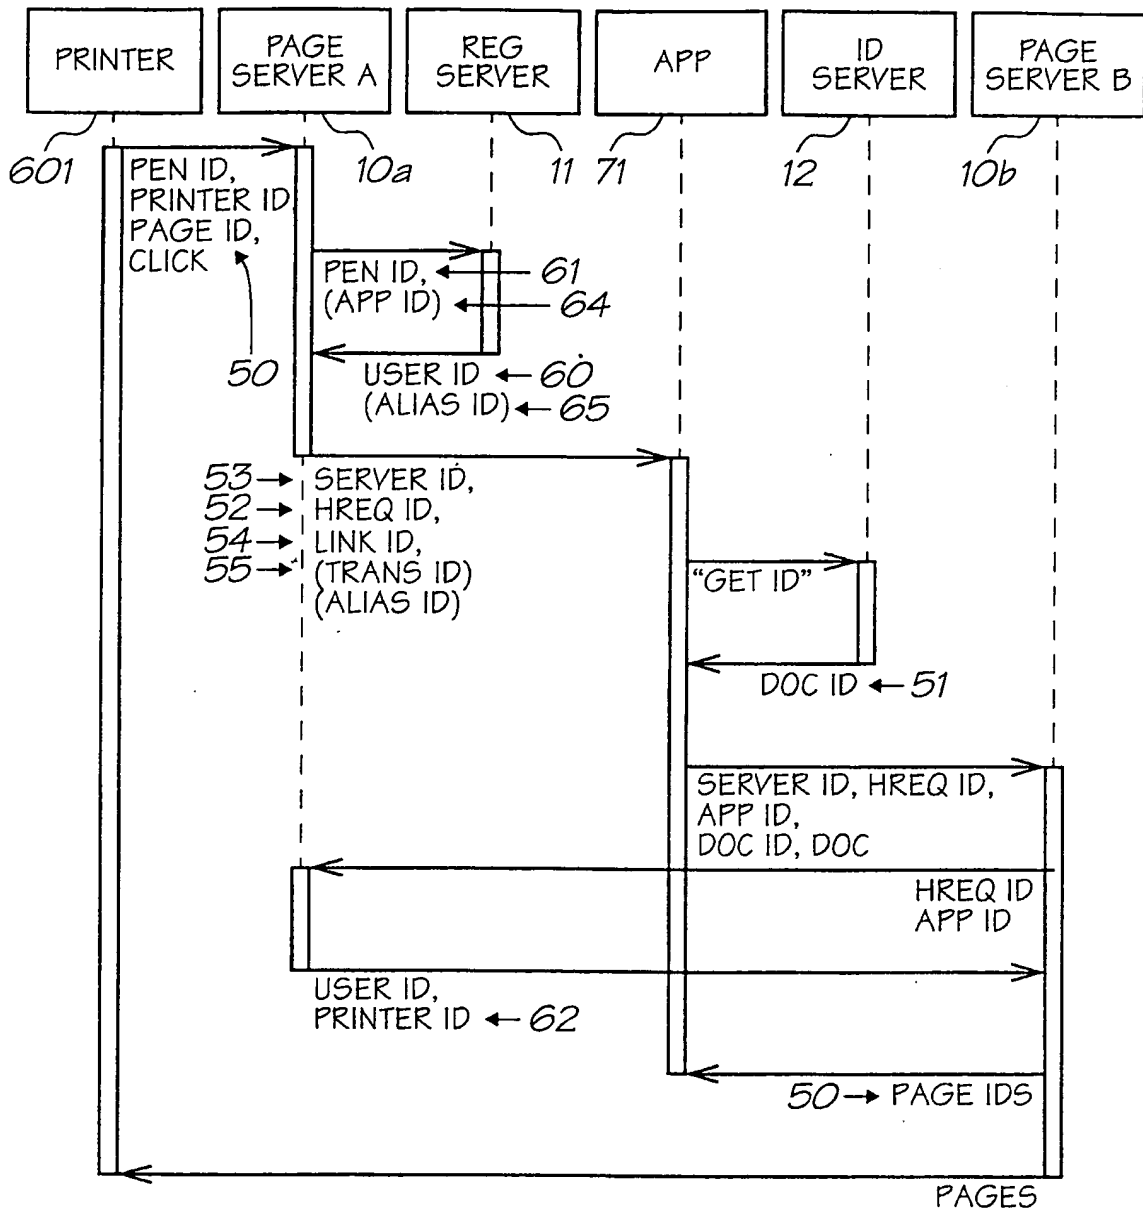 PRINTER
PAGE
SERVER A
REG
SERVER
APP
ID
SERVER
PAGE
SERVER B
601
10a
11
71
12
10b
PEN ID,
PRINTER ID
PAGE ID,
CLICK
50
PEN ID,
61
(APP ID)
64
USER ID
60
(ALIAS ID)
65
53
SERVER ID,
52
HREQ ID,
54
LINK ID,
55
(TRANS ID)
(ALIAS ID)
"GET ID"
DOC ID
51
SERVER ID, HREQ ID,
APP ID,
DOC ID, DOC
HREQ ID
APP ID
USER ID,
PRINTER ID
62
50
PAGE IDS
PAGES